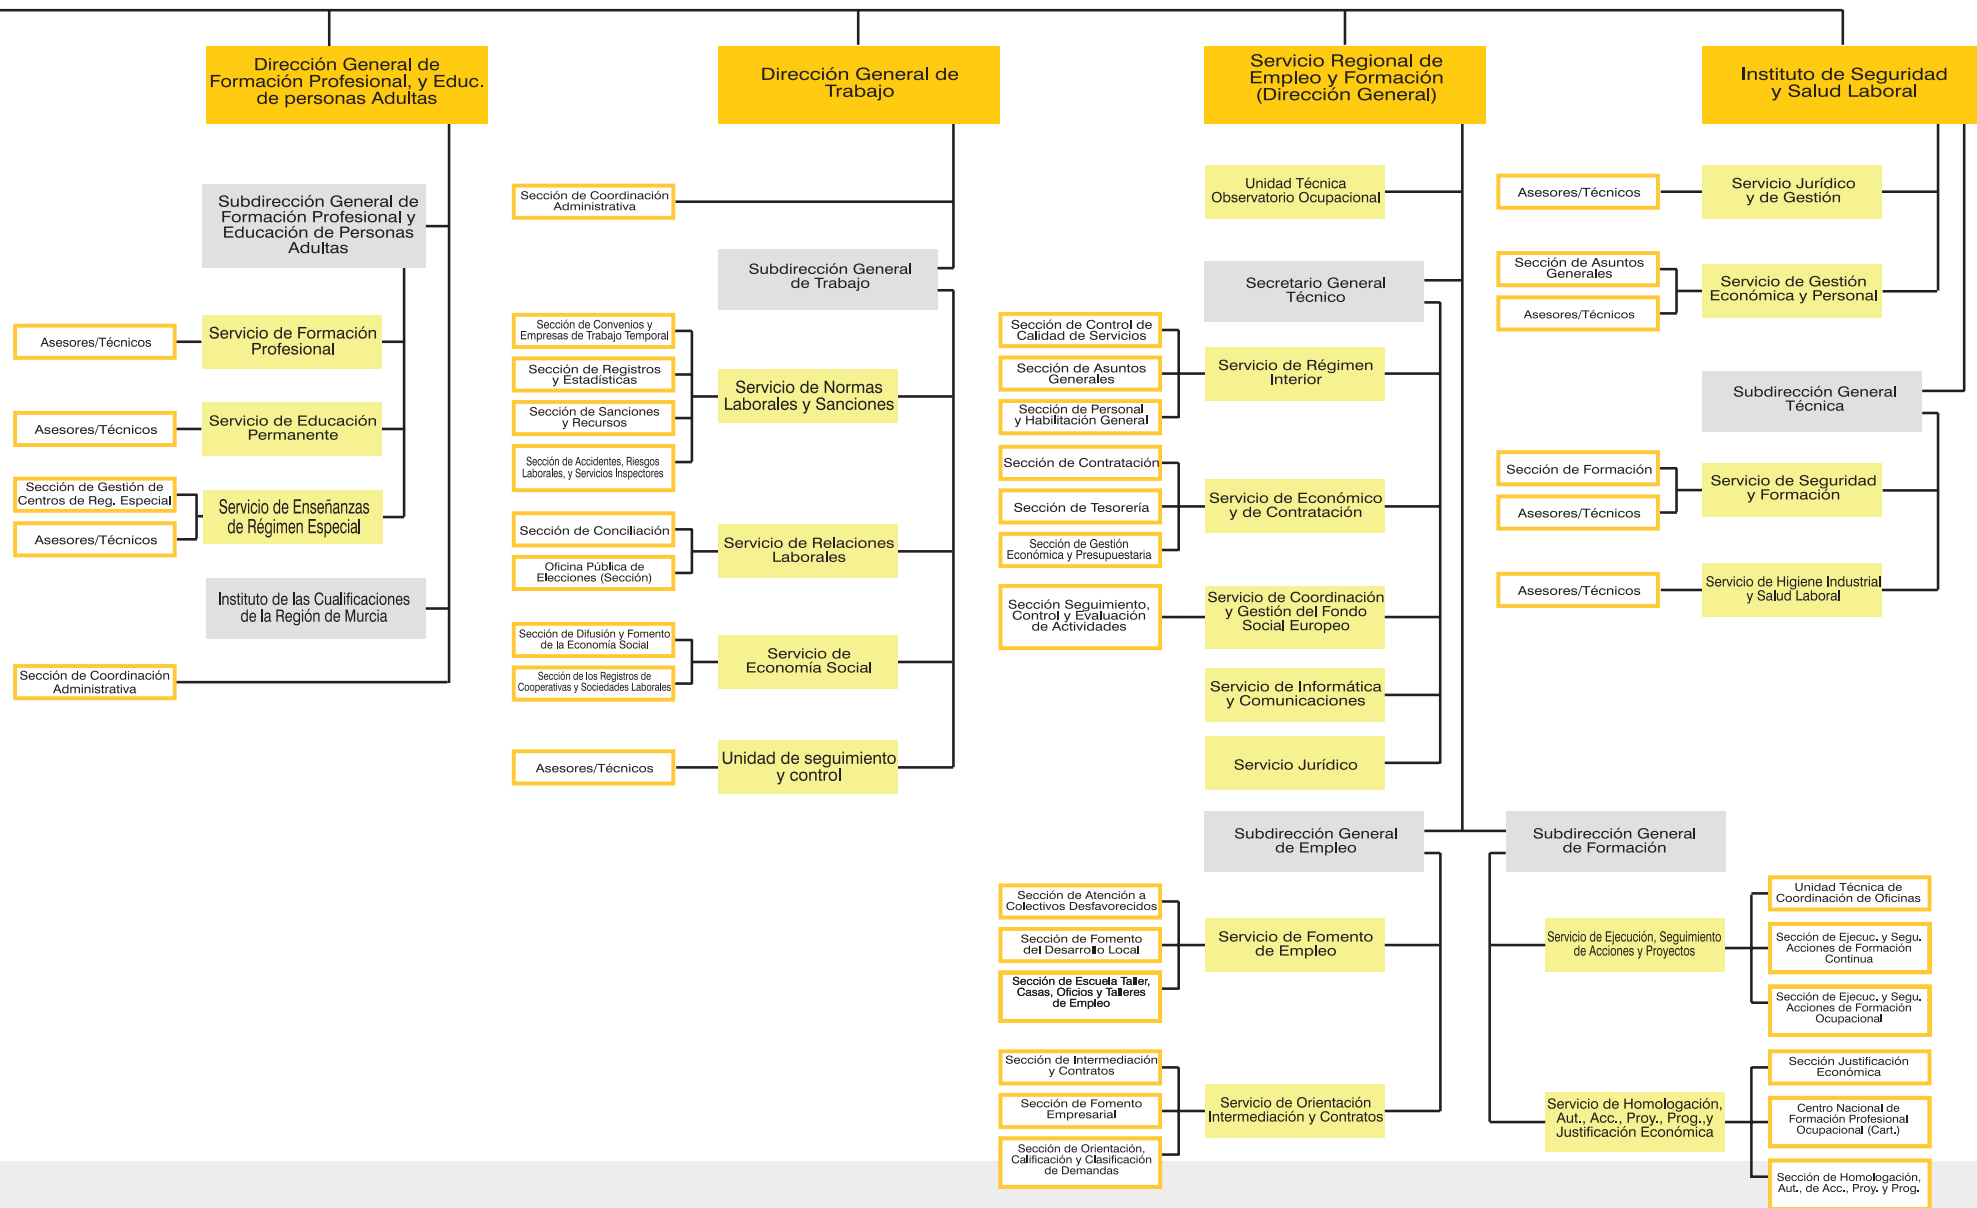 Dirección General de
Formación Profesional, y Educ.
de personas Adultas
Subdirección General de
Formación Profesional y
Educación de Personas
Adultas
Asesores/Técnicos
Servicio de Formación
Profesional
Asesores/Técnicos
Servicio de Educación
Permanente
Sección de Gestión de
Centros de Reg. Especial
Asesores/Técnicos
Servicio de Enseñanzas
de Régimen Especial
Instituto de las Cualificaciones
de la Región de Murcia
Sección de Coordinación
Administrativa
Dirección General de
Trabajo
Sección de Coordinación
Administrativa
Subdirección General
de Trabajo
Sección de Convenios y
Empresas de Trabajo Temporal
Sección de Registros
y Estadísticas
Sección de Sanciones
y Recursos
Sección de Accidentes, Riesgos
Laborales, y Servicios Inspectores
Servicio de Normas
Laborales y Sanciones
Sección de Conciliación
Oficina Pública de
Elecciones (Sección)
Servicio de Relaciones
Laborales
Sección de Difusión y Fomento
de la Economía Social
Sección de los Registros de
Cooperativas y Sociedades Laborales
Servicio de
Economía Social
Asesores/Técnicos
Unidad de seguimiento
y control
Servicio Regional de
Empleo y Formación
(Dirección General)
Unidad Técnica
Observatorio Ocupacional
Secretario General
Técnico
Sección de Control de
Calidad de Servicios
Sección de Asuntos
Generales
Sección de Personal
y Habilitación General
Servicio de Régimen
Interior
Sección de Contratación
Sección de Tesorería
Sección de Gestión
Económica y Presupuestaria
Servicio de Económico
y de Contratación
Sección Seguimiento,
Control y Evaluación
de Actividades
Servicio de Coordinación
y Gestión del Fondo
Social Europeo
Servicio de Informática
y Comunicaciones
Servicio Jurídico
Subdirección General
de Empleo
Sección de Atención a
Colectivos Desfavorecidos
Sección de Fomento
del Desarrollo Local
Sección de Escuela Taller,
Casas, Oficios y Talleres
de Empleo
Servicio de Fomento
de Empleo
Sección de Intermediación
y Contratos
Sección de Fomento
Empresarial
Sección de Orientación,
Calificación y Clasificación
de Demandas
Servicio de Orientación
Intermediación y Contratos
Subdirección General
de Formación
Servicio de Ejecución, Seguimiento
de Acciones y Proyectos
Unidad Técnica de
Coordinación de Oficinas
Sección de Ejecuc. y Segu.
Acciones de Formación
Continua
Sección de Ejecuc. y Segu.
Acciones de Formación
Ocupacional
Servicio de Homologación,
Aut., Acc., Proy., Prog.,y
Justificación Económica
Sección Justificación
Económica
Centro Nacional de
Formación Profesional
Ocupacional (Cart.)
Sección de Homologación,
Aut., de Acc., Proy. y Prog.
Instituto de Seguridad
y Salud Laboral
Asesores/Técnicos
Servicio Jurídico
y de Gestión
Sección de Asuntos
Generales
Asesores/Técnicos
Servicio de Gestión
Económica y Personal
Subdirección General
Técnica
Sección de Formación
Asesores/Técnicos
Servicio de Seguridad
y Formación
Asesores/Técnicos
Servicio de Higiene Industrial
y Salud Laboral